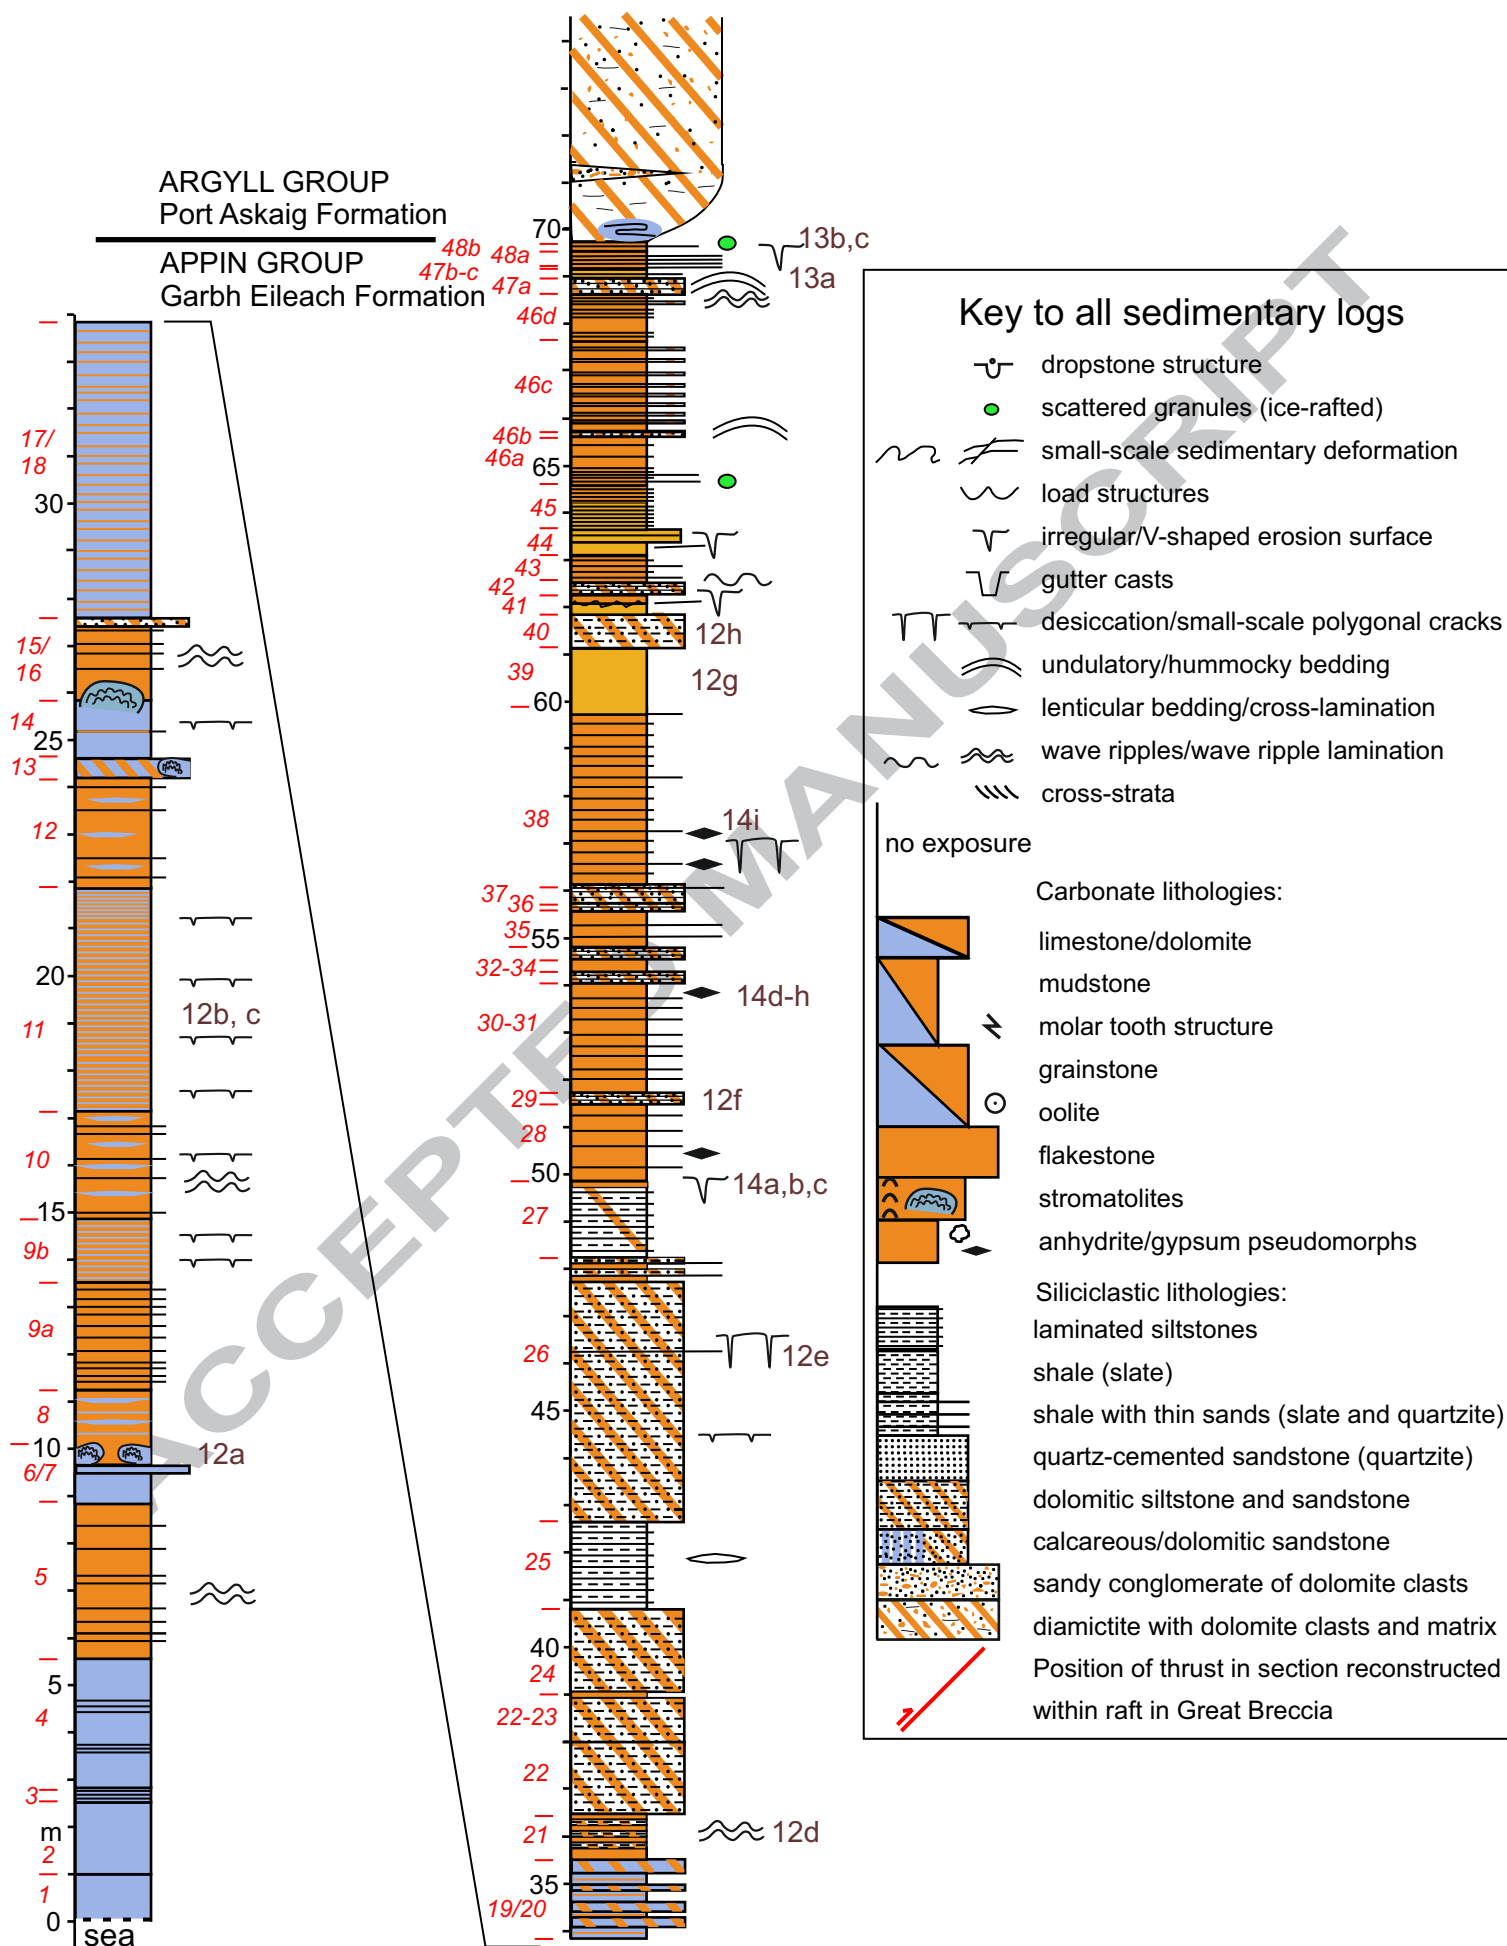 ARGYLL GROUP
Port Askaig Formation
APPIN GROUP
Garbh Eileach Formation
17/
18
30
15/
16
14
25
13
12
20
11
12b, c
10
15
9b
9a
8
10
12a
6/7
5
5
4
3
m
2
1
0
sea
70
48b
48a
13b,c
47b-c
13a
47a
46d
46c
46b
46a
65
45
44
43
42
41
40
12h
39
12g
60
38
14i
37
36
35
55
32-34
14d-h
30-31
29
12f
28
50
14a,b,c
27
26
12e
45
25
40
24
22-23
22
21
12d
35
19/20
Key to all sedimentary logs
dropstone structure
scattered granules (ice-rafted)
small-scale sedimentary deformation
load structures
irregular/V-shaped erosion surface
gutter casts
desiccation/small-scale polygonal cracks
undulatory/hummocky bedding
lenticular bedding/cross-lamination
wave ripples/wave ripple lamination
cross-strata
no exposure
Carbonate lithologies:
limestone/dolomite
mudstone
molar tooth structure
grainstone
oolite
flakestone
stromatolites
anhydrite/gypsum pseudomorphs
Siliciclastic lithologies:
laminated siltstones
shale (slate)
shale with thin sands (slate and quartzite)
quartz-cemented sandstone (quartzite)
dolomitic siltstone and sandstone
calcareous/dolomitic sandstone
sandy conglomerate of dolomite clasts
diamictite with dolomite clasts and matrix
Position of thrust in section reconstructed
within raft in Great Breccia
ACCEPTED MANUSCRIPT